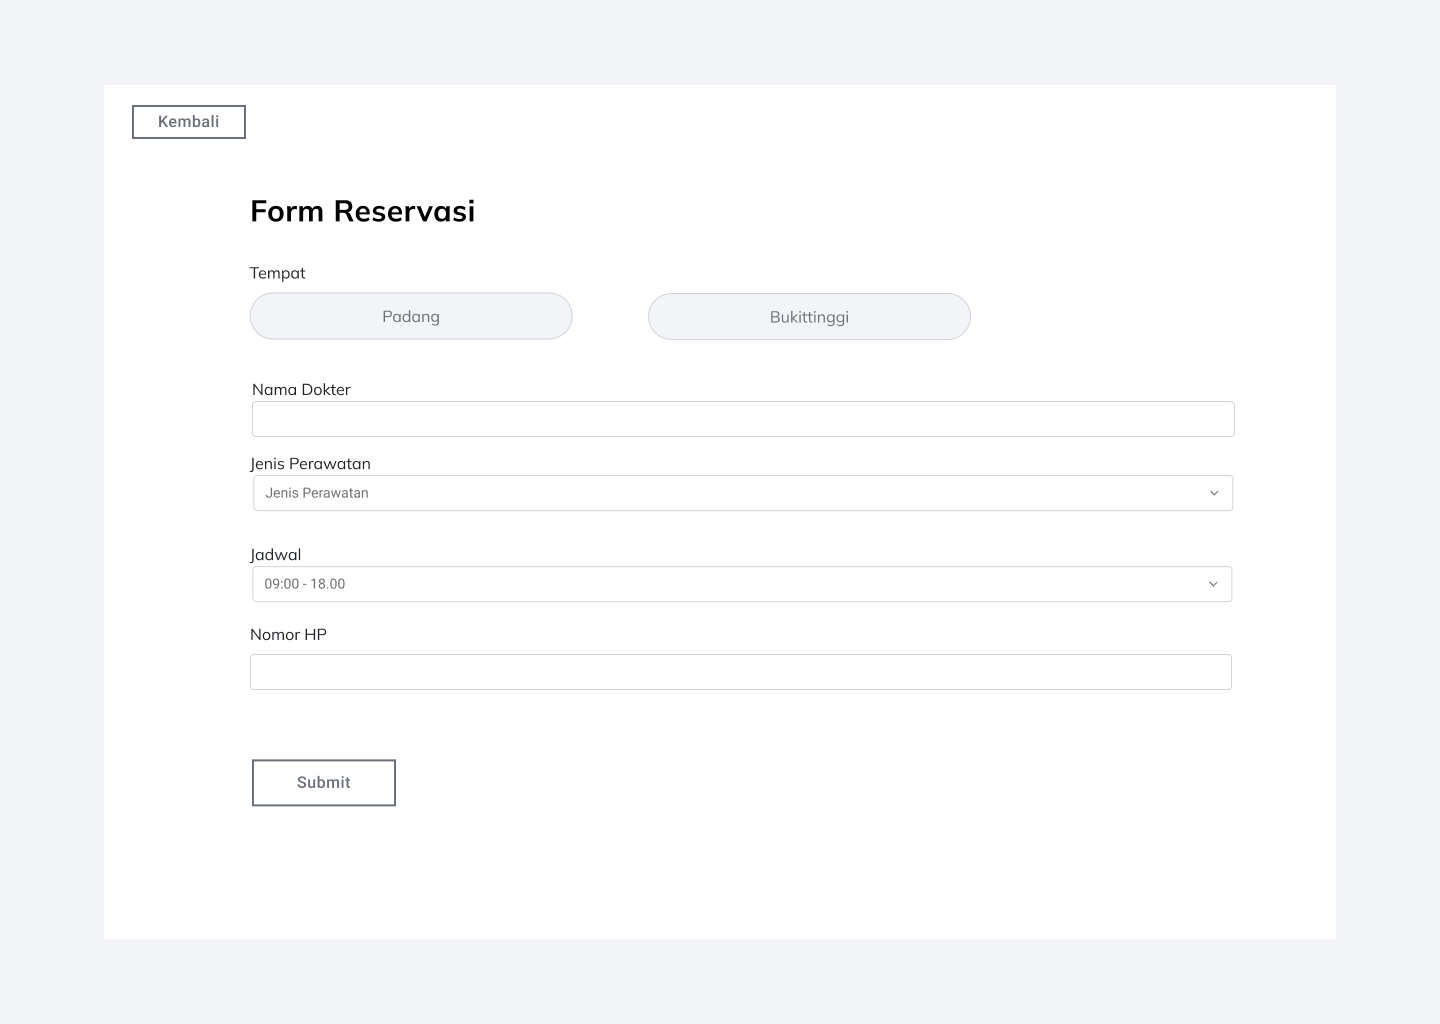 Kembali
Form Reservasi
Tempat
Padang
Bukittinggi
Nama Dokter
Jenis Perawatan
Jenis Perawatan
Jadwal
09:00 - 18.00
Nomor HP
Submit